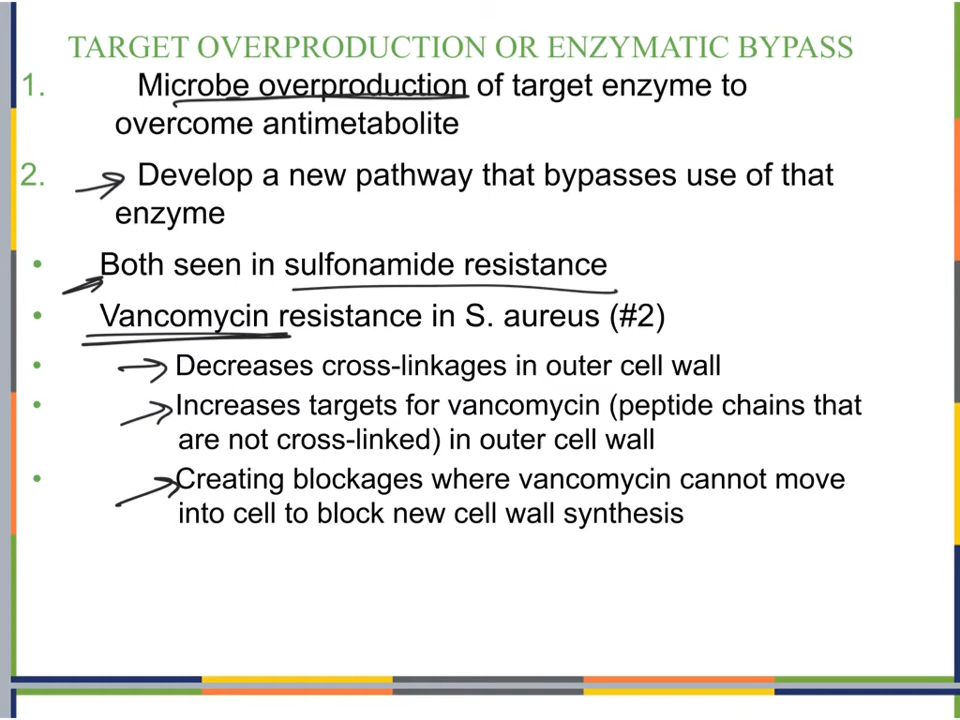 TARGET OVERPRODUCTION OR ENZYMATIC BYPASS
1. Microbe overproduction of target enzyme to
overcome antimetabolite
2. Develop a new pathway that bypasses use of that
enzyme
• Both seen in sulfonamide resistance
• Vancomycin resistance in S. aureus (#2)
• Decreases cross-linkages in outer cell wall
• Increases targets for vancomycin (peptide chains that
are not cross-linked) in outer cell wall
• Creating blockages where vancomycin cannot move
into cell to block new cell wall synthesis